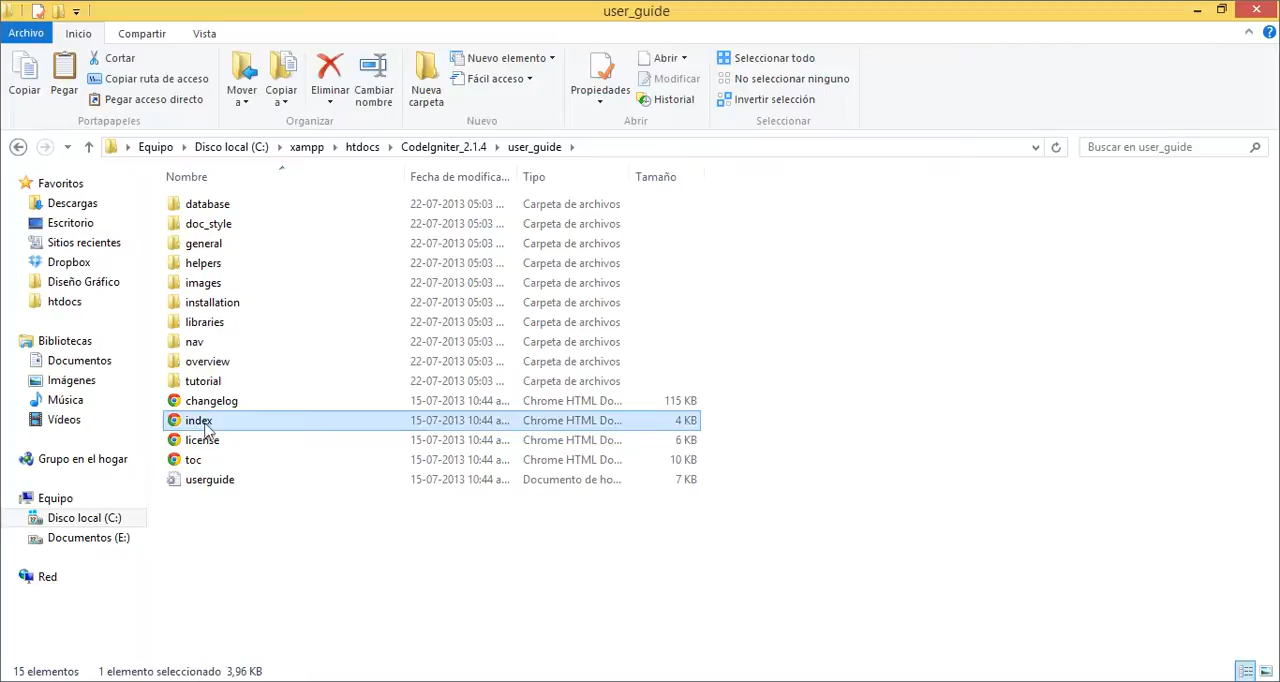 user_guide
Archivo Inicio Compartir Vista
Copiar
Pegar
Cortar
Copiar ruta de acceso
Pegar acceso directo
Portapapeles
Mover a
Copiar a
Eliminar
Cambiar nombre
Organizar
Nueva carpeta
Nuevo elemento
Fácil acceso
Nuevo
Propiedades
Abrir
Modificar
Historial
Abrir
Seleccionar todo
No seleccionar ninguno
Invertir selección
Seleccionar
Equipo Disco local (C:) xampp htdocs CodeIgniter_2.1.4 user_guide
Buscar en user_guide
Favoritos
Descargas
Escritorio
Sitios recientes
Dropbox
Diseño Gráfico
htdocs
Bibliotecas
Documentos
Imágenes
Música
Vídeos
Grupo en el hogar
Equipo
Disco local (C:)
Documentos (E:)
Red
Nombre Fecha de modifica... Tipo Tamaño
database 22-07-2013 05:03 ... Carpeta de archivos
doc_style 22-07-2013 05:03 ... Carpeta de archivos
general 22-07-2013 05:03 ... Carpeta de archivos
helpers 22-07-2013 05:03 ... Carpeta de archivos
images 22-07-2013 05:03 ... Carpeta de archivos
installation 22-07-2013 05:03 ... Carpeta de archivos
libraries 22-07-2013 05:03 ... Carpeta de archivos
nav 22-07-2013 05:03 ... Carpeta de archivos
overview 22-07-2013 05:03 ... Carpeta de archivos
tutorial 22-07-2013 05:03 ... Carpeta de archivos
changelog 15-07-2013 10:44 a... Chrome HTML Do... 115 KB
index 15-07-2013 10:44 a... Chrome HTML Do... 4 KB
license 15-07-2013 10:44 a... Chrome HTML Do... 6 KB
toc 15-07-2013 10:44 a... Chrome HTML Do... 10 KB
userguide 15-07-2013 10:44 a... Documento de ho... 7 KB
15 elementos 1 elemento seleccionado 3,96 KB